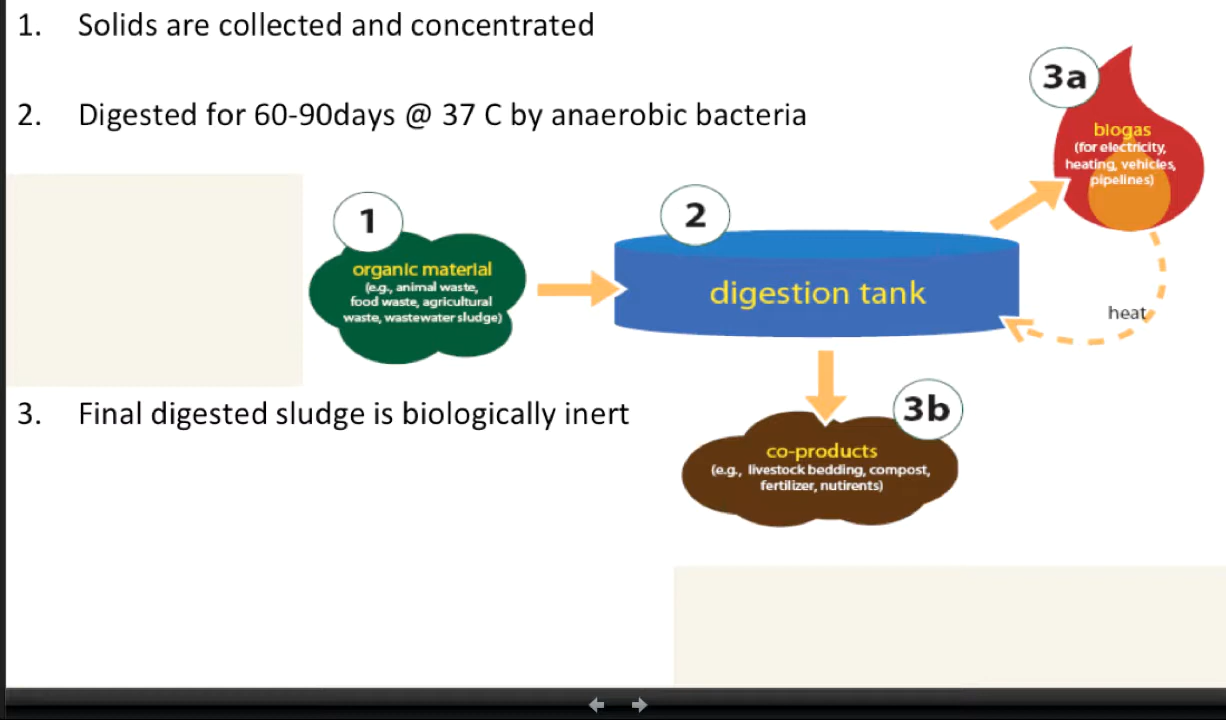 1. Solids are collected and concentrated
2. Digested for 60-90days @ 37 C by anaerobic bacteria
3a
biogas
(for electricity,
heating, vehicles,
pipelines)
1
organic material
(e.g., animal waste,
food waste, agricultural
waste, wastewater sludge)
2
digestion tank
heat
3. Final digested sludge is biologically inert
3b
co-products
(e.g., livestock bedding, compost,
fertilizer, nutirents)